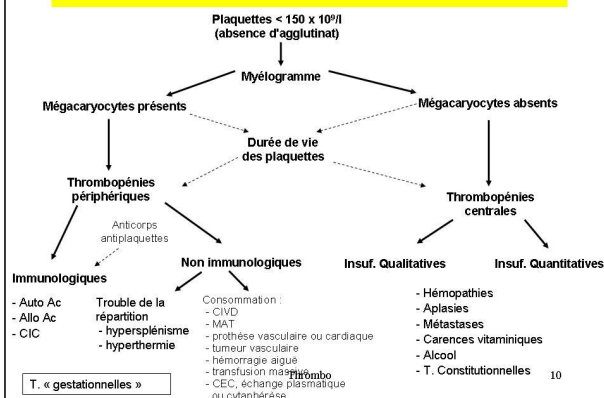 Plaquettes < 150 x 10⁹/l
(absence d'agglutinat)
Myélogramme
Mégacaryocytes présents
Mégacaryocytes absents
Durée de vie
des plaquettes
Thrombopénies
périphériques
Thrombopénies
centrales
Anticorps
antiplaquettes
Immunologiques
Non immunologiques
Insuf. Qualitatives
Insuf. Quantitatives
- Auto Ac
- Allo Ac
- CIC
Trouble de la
répartition
- hypersplénisme
- hyperthermie
Consommation :
- CIVD
- MAT
- prothèse vasculaire ou cardiaque
- tumeur vasculaire
- hémorragie aiguë
- transfusion massive
- CEC, échange plasmatique
ou cytaphérèse
- Hémopathies
- Aplasies
- Métastases
- Carences vitaminiques
- Alcool
- T. Constitutionnelles
T. « gestationnelles »
Thrombo
10